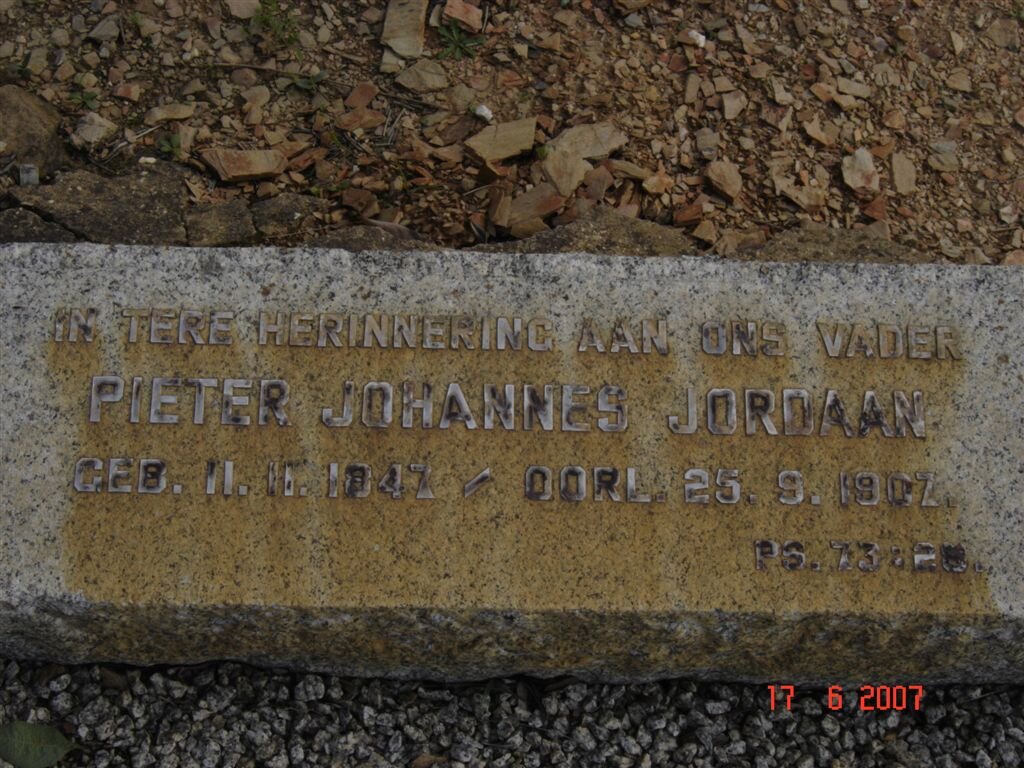 IN TERE HERINNERING AAN ONS VADER
PIETER JOHANNES JORDAAN
GEB. 11. 11. 1847 / OORL. 25. 9. 1907.
PS. 73:26.
17 6 2007